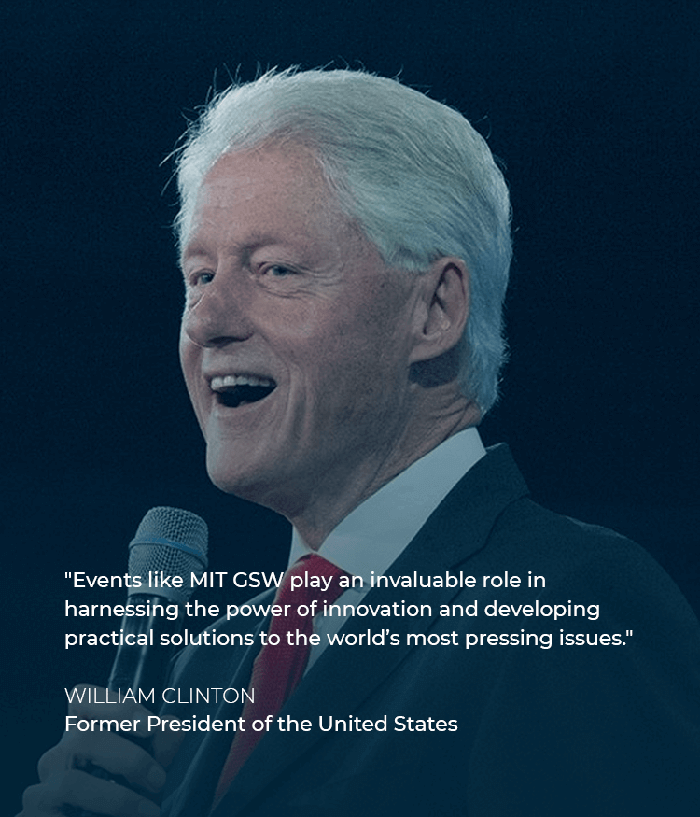 "Events like MIT GSW play an invaluable role in
harnessing the power of innovation and developing
practical solutions to the world’s most pressing issues."
WILLIAM CLINTON
Former President of the United States